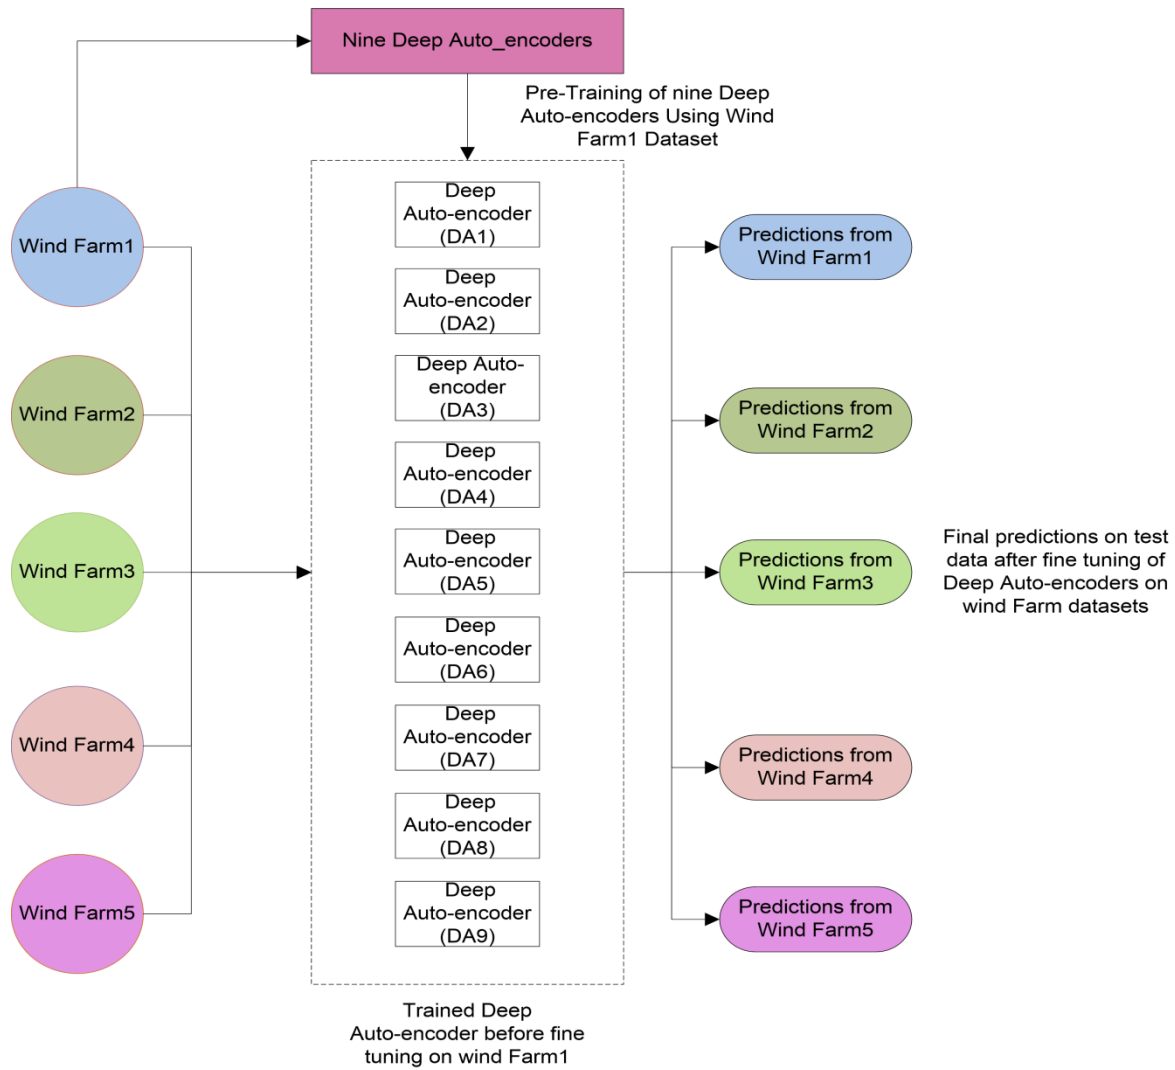 Nine Deep Auto_encoders
Pre-Training of nine Deep
Auto-encoders Using Wind
Farm1 Dataset
Wind Farm1
Wind Farm2
Wind Farm3
Wind Farm4
Wind Farm5
Deep
Auto-encoder
(DA1)
Deep
Auto-encoder
(DA2)
Deep Auto-
encoder
(DA3)
Deep
Auto-encoder
(DA4)
Deep
Auto-encoder
(DA5)
Deep
Auto-encoder
(DA6)
Deep
Auto-encoder
(DA7)
Deep
Auto-encoder
(DA8)
Deep
Auto-encoder
(DA9)
Trained Deep
Auto-encoder before fine
tuning on wind Farm1
Predictions from
Wind Farm1
Predictions from
Wind Farm2
Predictions from
Wind Farm3
Predictions from
Wind Farm4
Predictions from
Wind Farm5
Final predictions on test
data after fine tuning of
Deep Auto-encoders on
wind Farm datasets